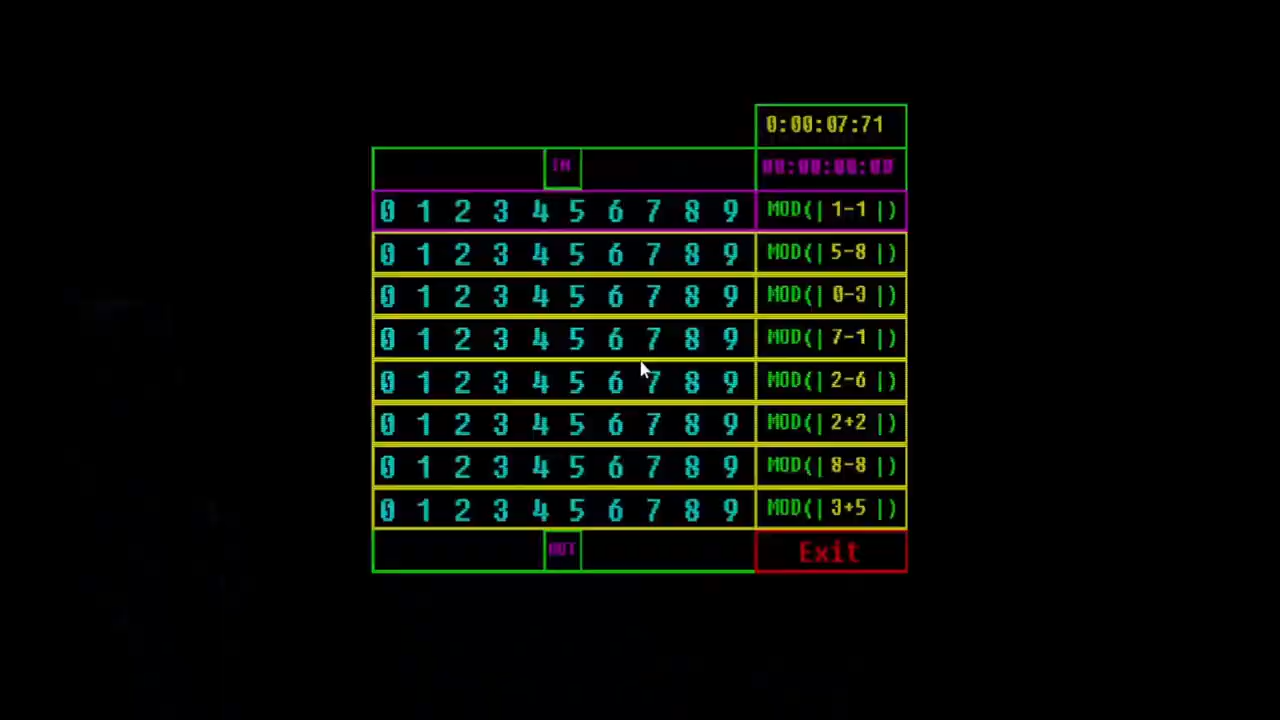 0:00:07:71
IN
0 1 2 3 4 5 6 7 8 9 MOD(| 1-1 |)
0 1 2 3 4 5 6 7 8 9 MOD(| 5-8 |)
0 1 2 3 4 5 6 7 8 9 MOD(| 0-3 |)
0 1 2 3 4 5 6 7 8 9 MOD(| 7-1 |)
0 1 2 3 4 5 6 7 8 9 MOD(| 2-6 |)
0 1 2 3 4 5 6 7 8 9 MOD(| 2+2 |)
0 1 2 3 4 5 6 7 8 9 MOD(| 8-8 |)
0 1 2 3 4 5 6 7 8 9 MOD(| 3+5 |)
OUT Exit